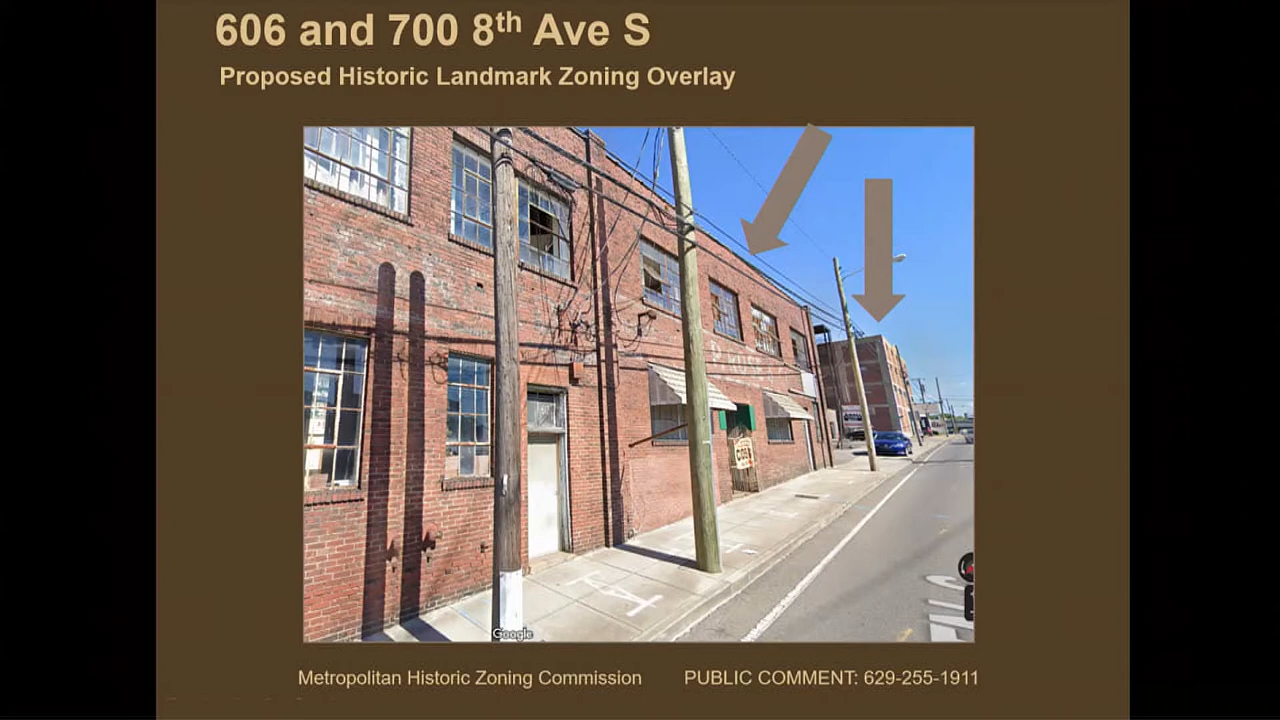 606 and 700 8th Ave S
Proposed Historic Landmark Zoning Overlay
Google
Metropolitan Historic Zoning Commission
PUBLIC COMMENT: 629-255-1911